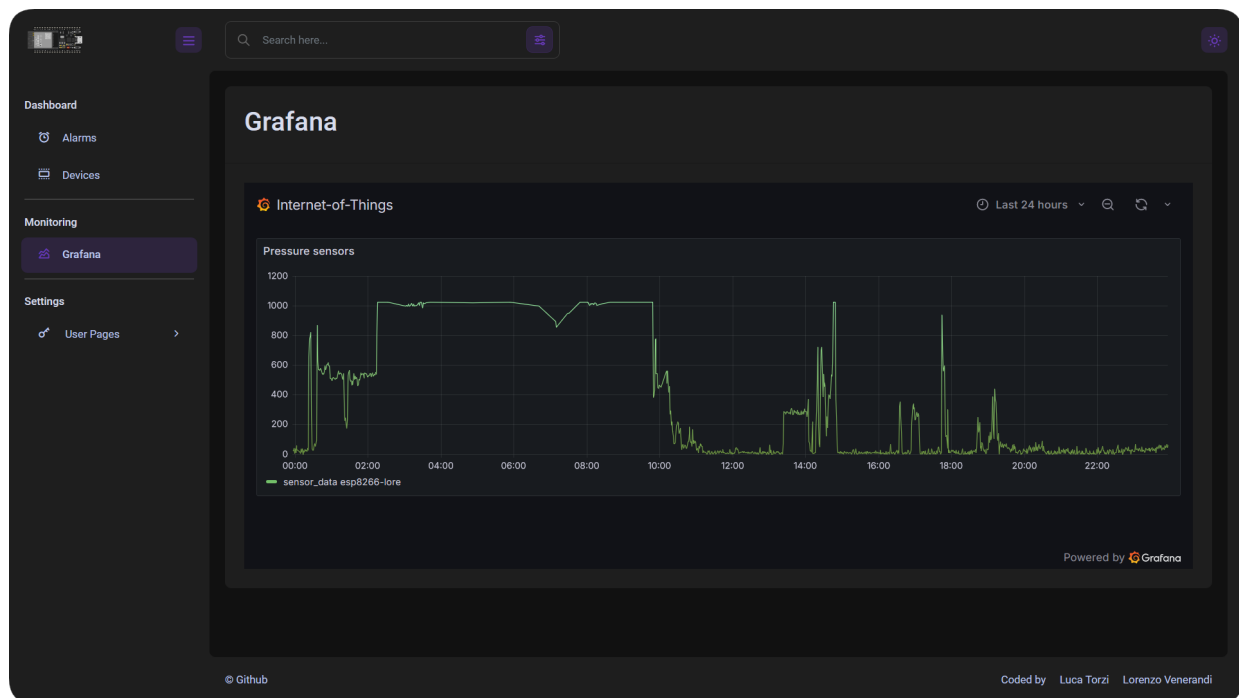 Search here...
Dashboard
Alarms
Devices
Monitoring
Grafana
Settings
User Pages
Grafana
Internet-of-Things
Last 24 hours
Pressure sensors
1200
1000
800
600
400
200
0
00:00 02:00 04:00 06:00 08:00 10:00 12:00 14:00 16:00 18:00 20:00 22:00
sensor_data esp8266-lore
Powered by Grafana
© Github
Coded by Luca Torzi Lorenzo Venerandi